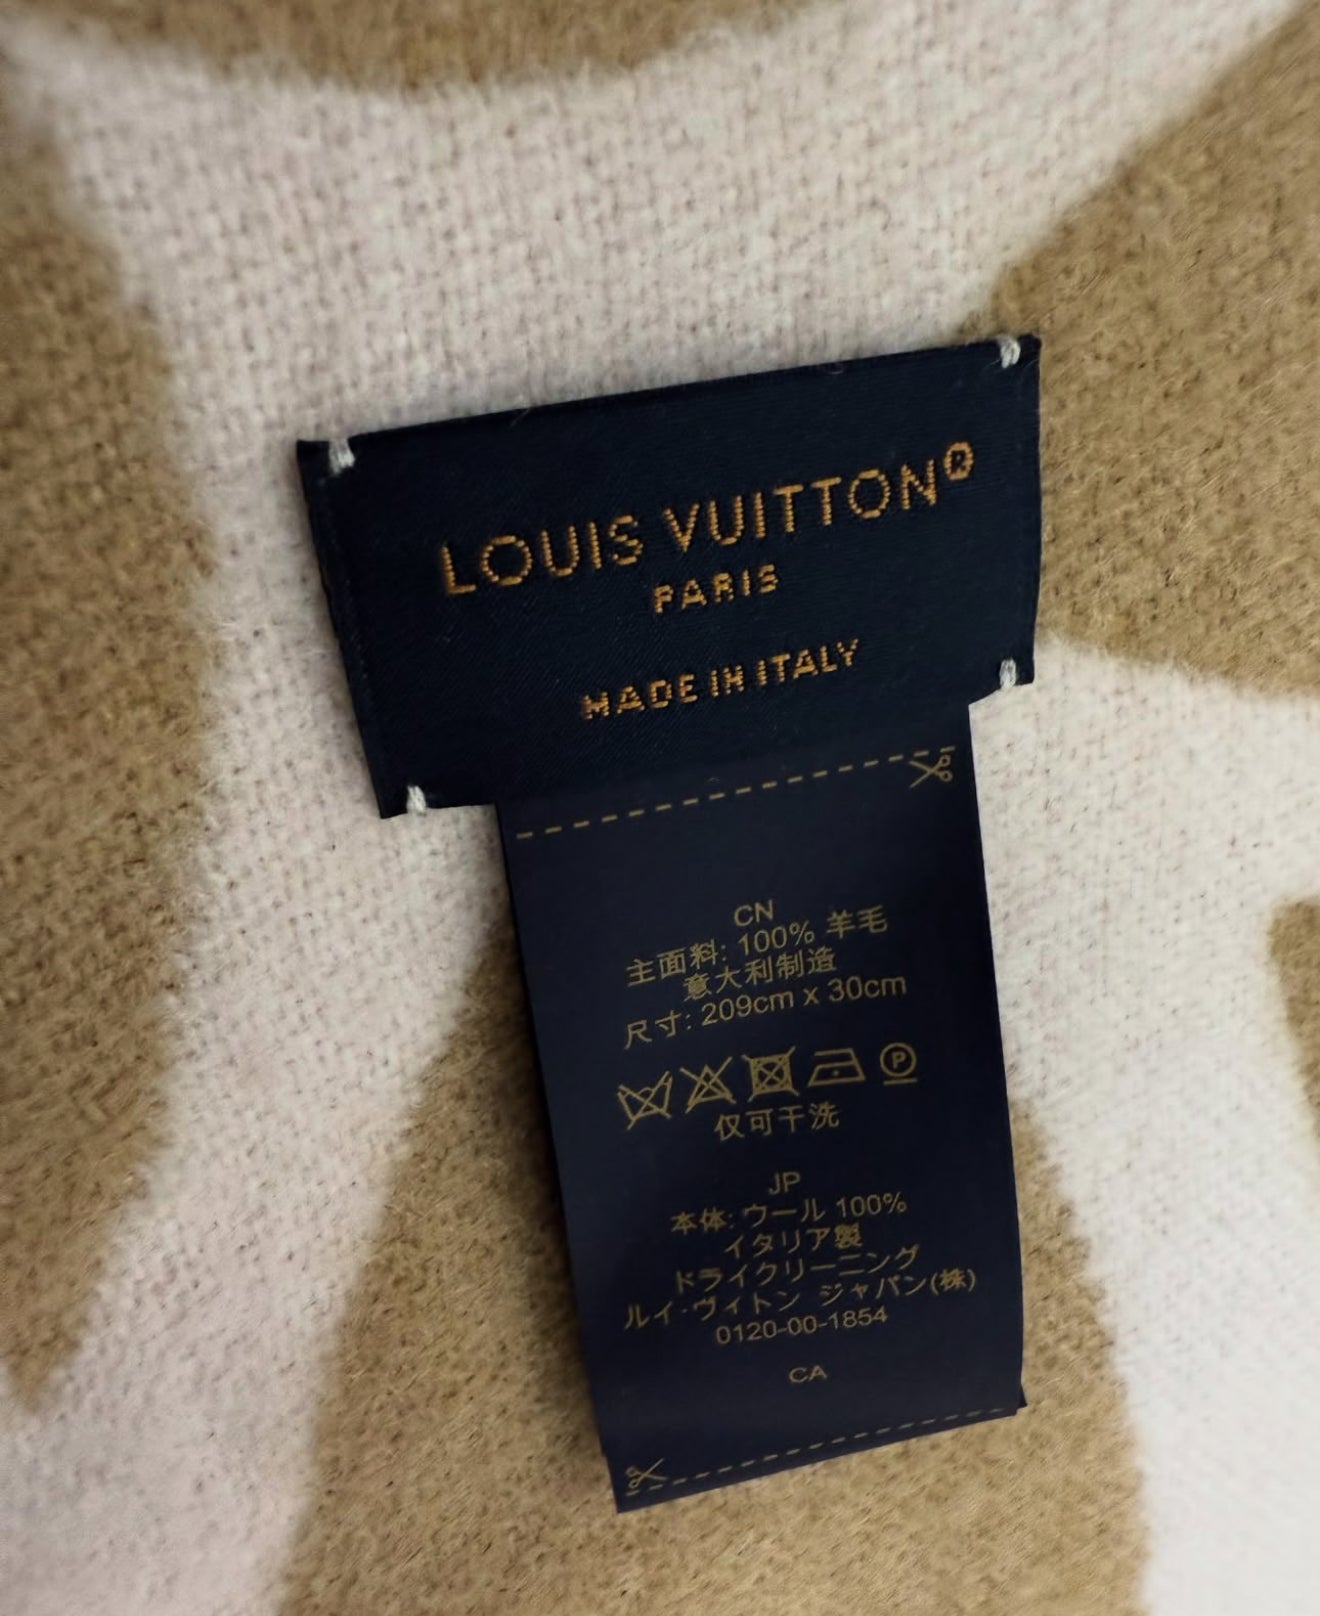 LOUIS VUITTON®
PARIS
MADE IN ITALY
CN
主面料: 100% 羊毛
意大利制造
尺寸: 209cm x 30cm
P
仅可干洗
JP
本体: ウール 100%
イタリア製
ドライクリーニング
ルイ･ヴィトン ジャパン(株)
0120-00-1854
CA